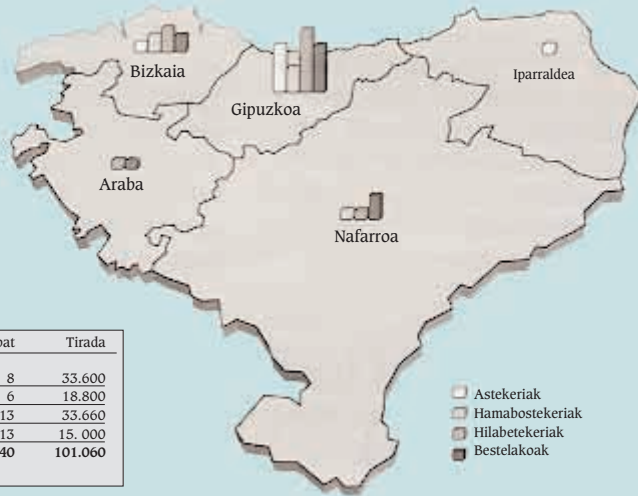 Bizkaia
Iparraldea
Gipuzkoa
Araba
Nafarroa
Tirada
8 33.600
6 18.800
13 33.660
13 15. 000
40 101.060
Astekeriak
Hamabostekeriak
Hilabetekeriak
Bestelakoak